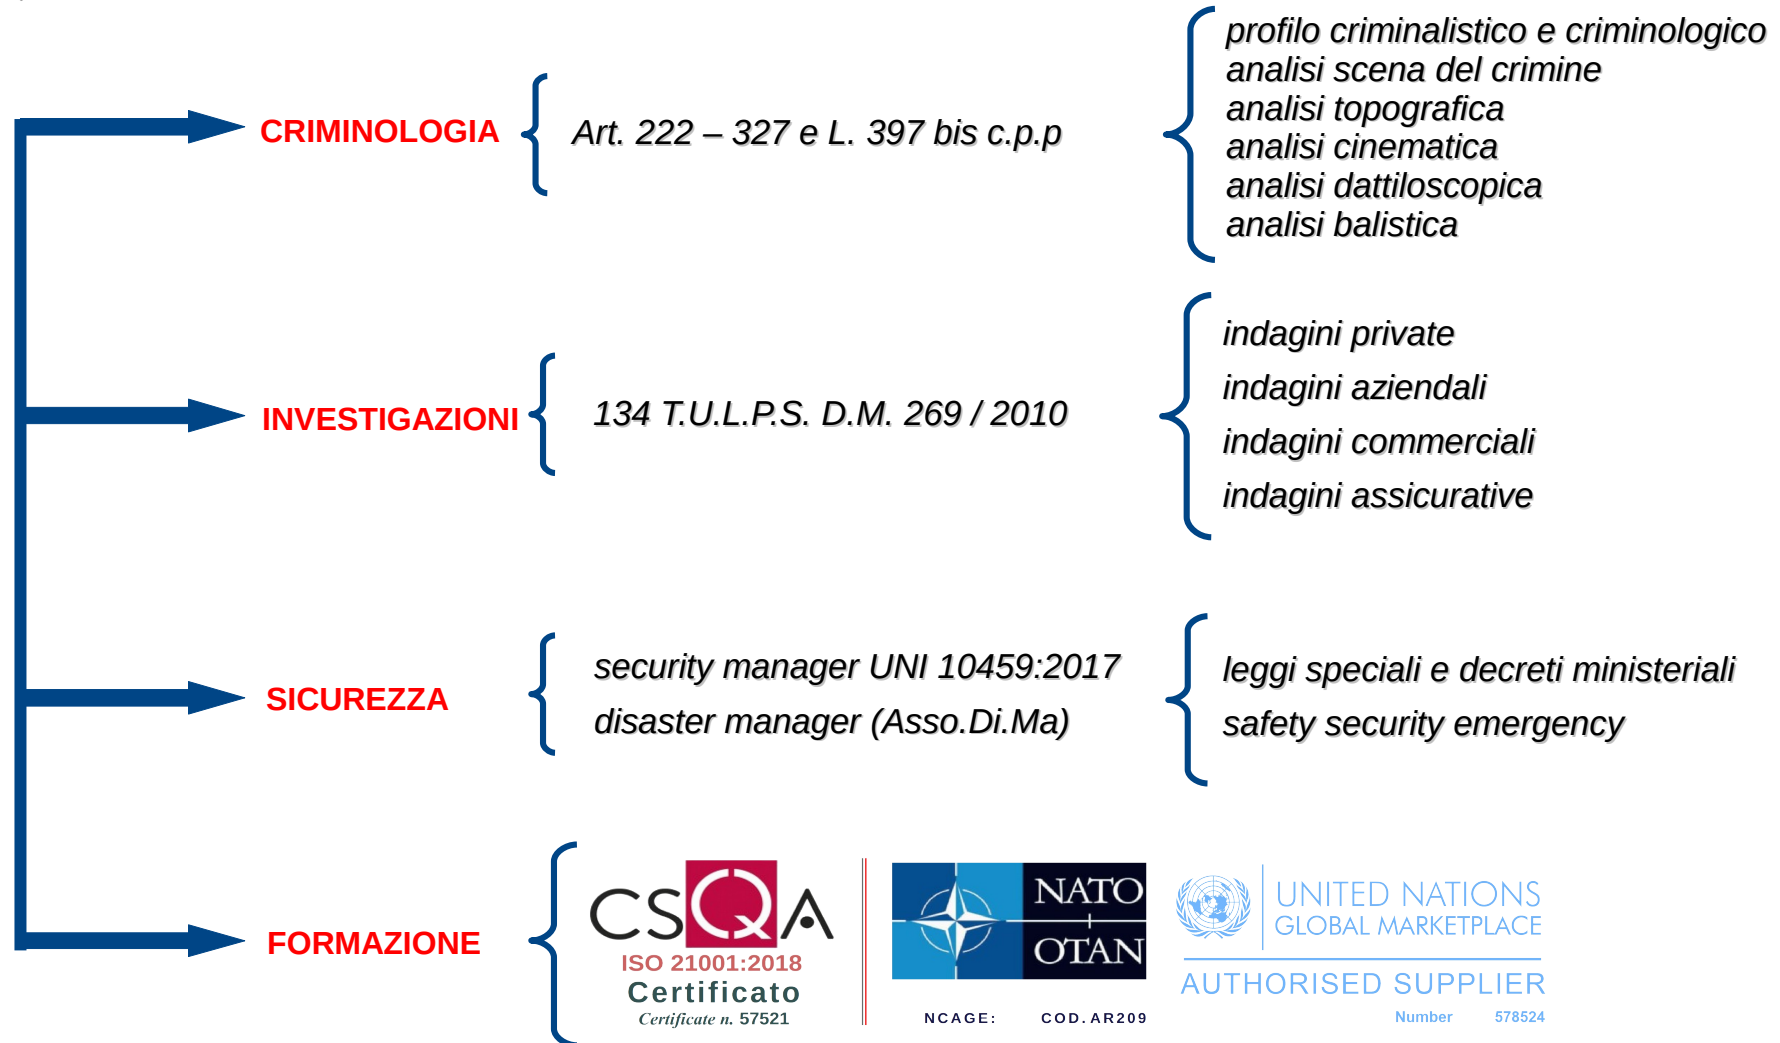 CRIMINOLOGIA
Art. 222 – 327 e L. 397 bis c.p.p
profilo criminalistico e criminologico
analisi scena del crimine
analisi topografica
analisi cinematica
analisi dattiloscopica
analisi balistica
INVESTIGAZIONI
134 T.U.L.P.S. D.M. 269 / 2010
indagini private
indagini aziendali
indagini commerciali
indagini assicurative
SICUREZZA
security manager UNI 10459:2017
disaster manager (Asso.Di.Ma)
leggi speciali e decreti ministeriali
safety security emergency
FORMAZIONE
CSQA
ISO 21001:2018
Certificato
Certificate n. 57521
NATO
OTAN
NCAGE: COD.AR209
UNITED NATIONS
GLOBAL MARKETPLACE
AUTHORISED SUPPLIER
Number 578524